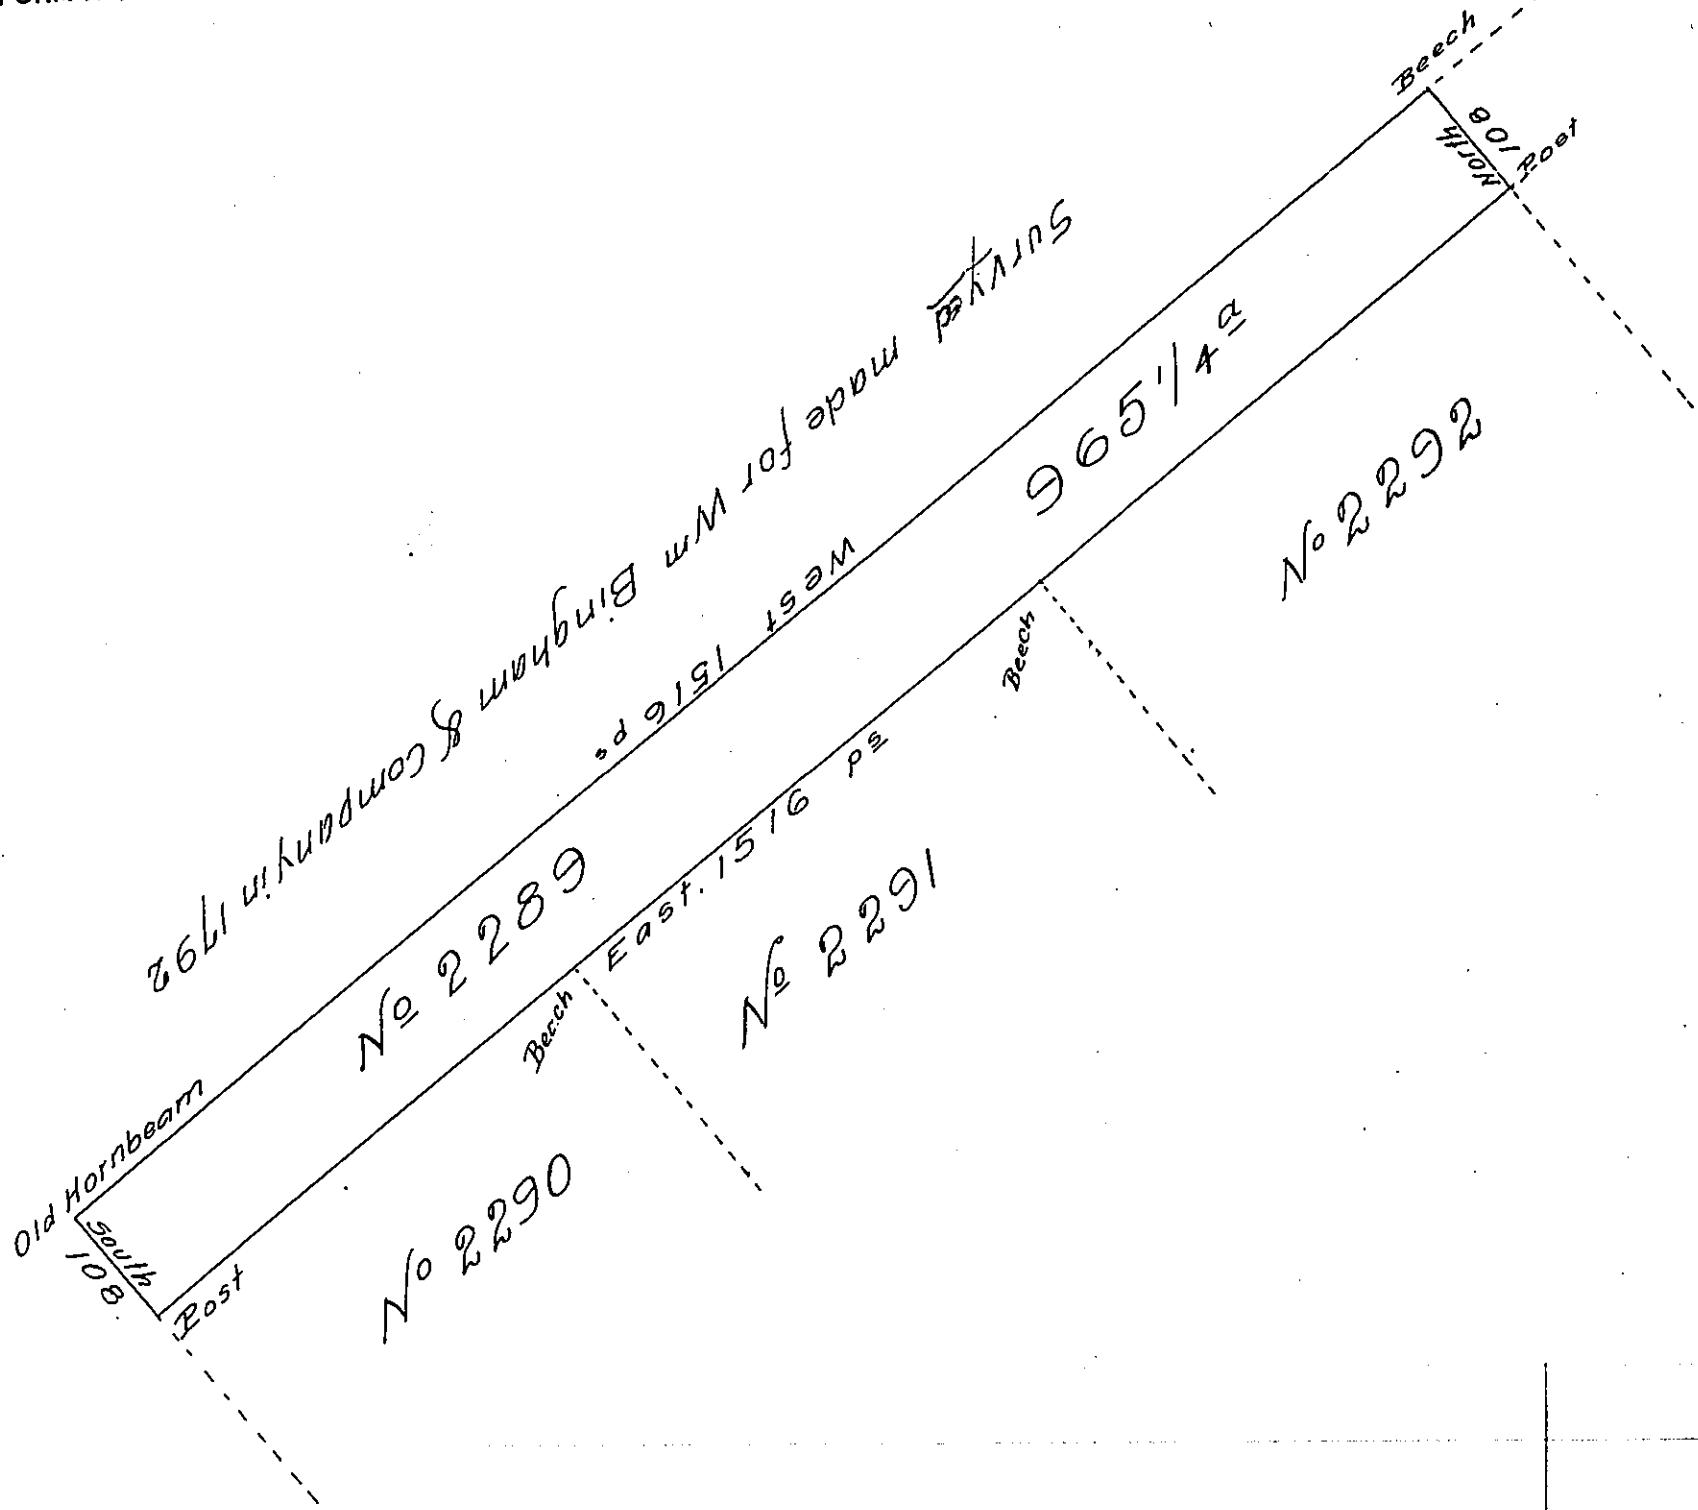 Beech
North
108
Post
Survyed made for Wm Bingham & Company in 1792
West 1516 ps
965 1/4 a
No 2289
No 2292
Beech
East. 1516 ps
No 2291
Beech
Old Hornbeam
South
108.
Post
No 2290